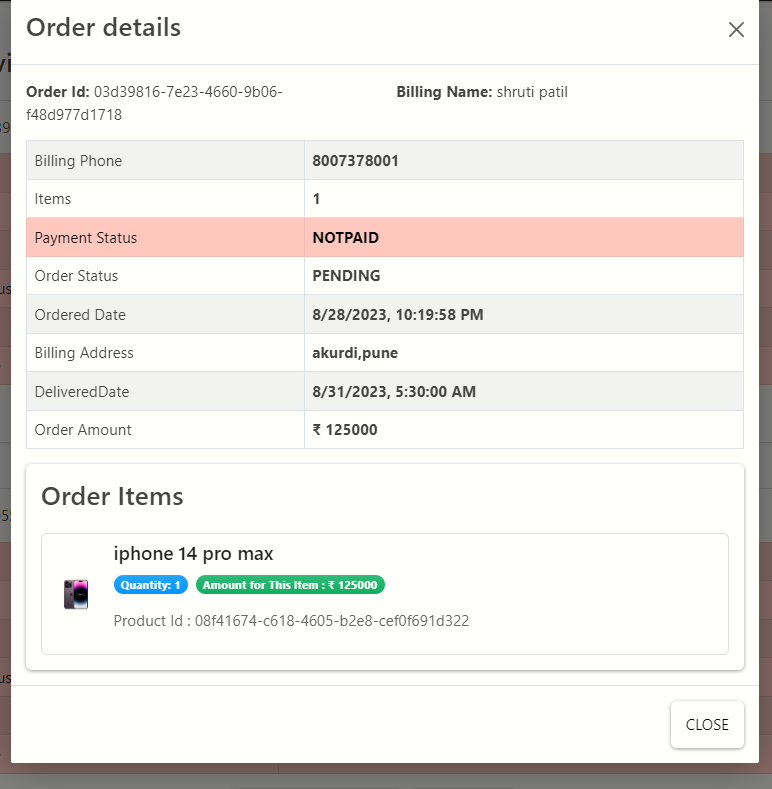 Order details
Order Id: 03d39816-7e23-4660-9b06-
f48d977d1718
Billing Name: shruti patil
Billing Phone 8007378001
Items 1
Payment Status NOTPAID
Order Status PENDING
Ordered Date 8/28/2023, 10:19:58 PM
Billing Address akurdi,pune
DeliveredDate 8/31/2023, 5:30:00 AM
Order Amount ₹ 125000
Order Items
iphone 14 pro max
Quantity: 1 Amount for This Item : ₹ 125000
Product Id : 08f41674-c618-4605-b2e8-cef0f691d322
CLOSE